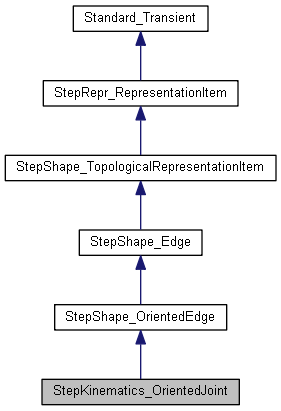 Standard_Transient
StepRepr_RepresentationItem
StepShape_TopologicalRepresentationItem
StepShape_Edge
StepShape_OrientedEdge
StepKinematics_OrientedJoint